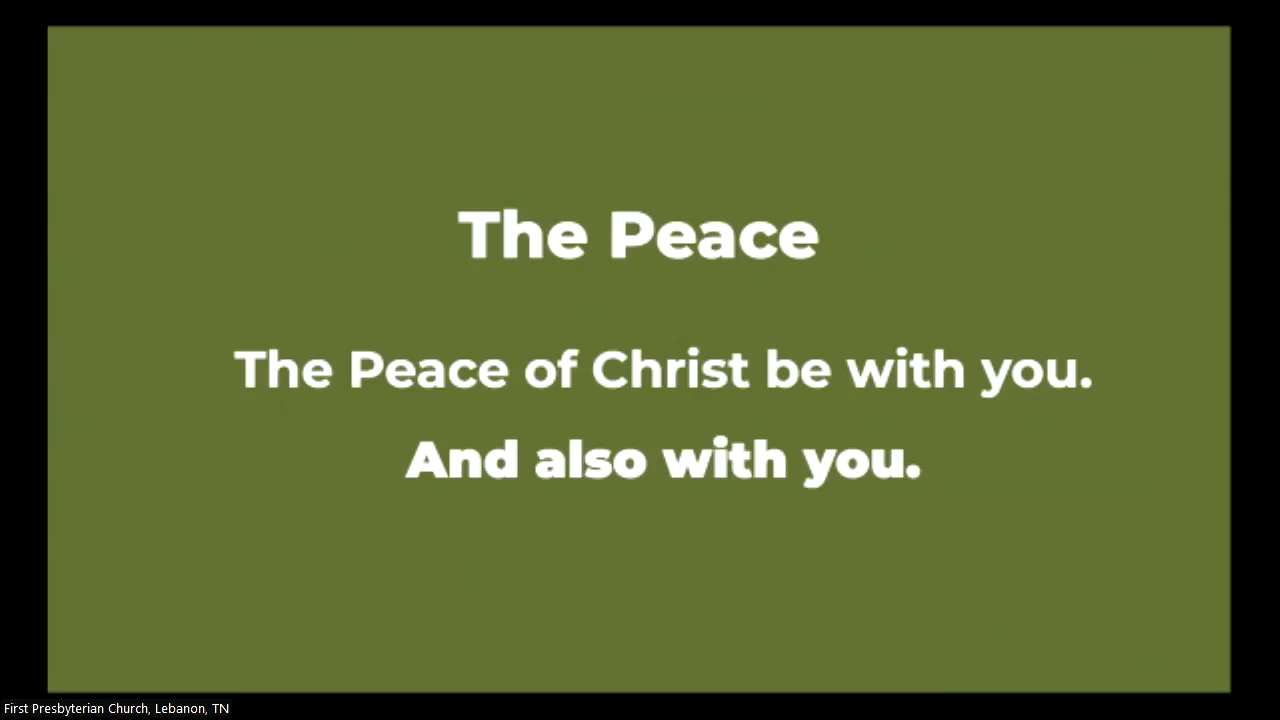 The Peace
The Peace of Christ be with you.
And also with you.
First Presbyterian Church, Lebanon, TN